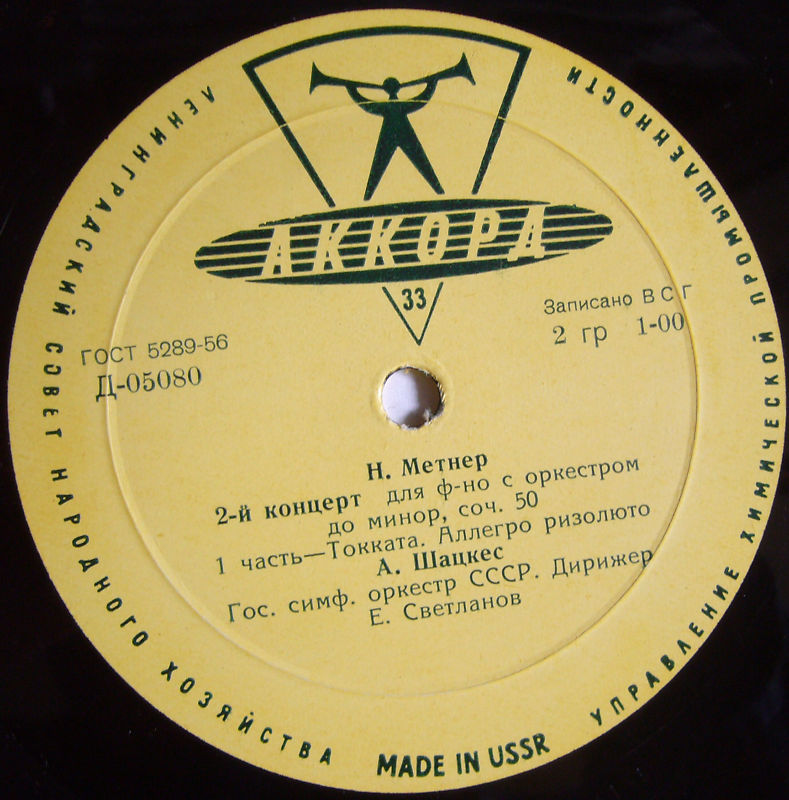 ЛЕНИНГРАДСКИЙ СОВЕТ НАРОДНОГО ХОЗЯЙСТВА
УПРАВЛЕНИЕ ХИМИЧЕСКОЙ ПРОМЫШЛЕННОСТИ
АККОРД
33
ГОСТ 5289-56
Д-05080
Записано В С Г
2 гр 1-00
Н. Метнер
2-й концерт для ф-но с оркестром
до минор, соч. 50
1 часть—Токката. Аллегро ризолюто
А. Шацкес
Гос. симф. оркестр СССР. Дирижер
Е. Светланов
MADE IN USSR